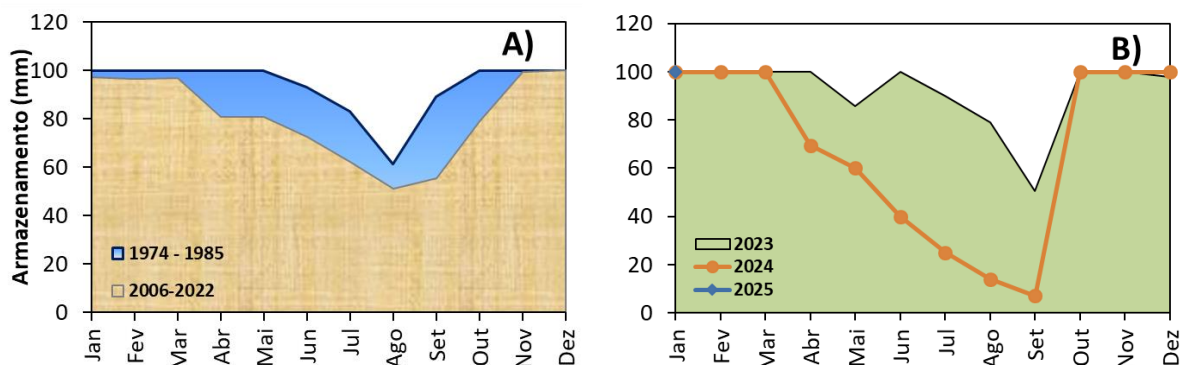 A)
Armazenamento (mm)
120
100
80
60
40
20
0
1974 - 1985
2006-2022
Jan
Fev
Mar
Abr
Mai
Jun
Jul
Ago
Set
Out
Nov
Dez
B)
120
100
80
60
40
20
0
2023
2024
2025
Jan
Fev
Mar
Abr
Mai
Jun
Jul
Ago
Set
Out
Nov
Dez